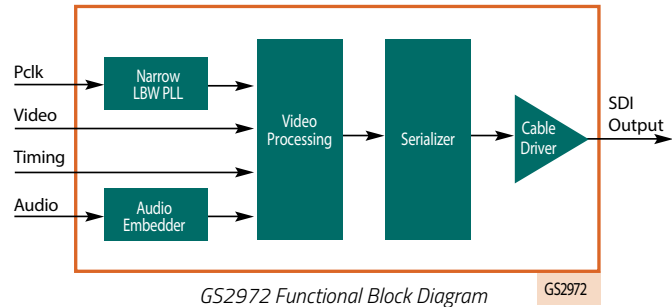 Pclk
Narrow
LBW PLL
Video
Timing
Audio
Audio
Embedder
Video
Processing
Serializer
Cable
Driver
SDI
Output
GS2972 Functional Block Diagram
GS2972